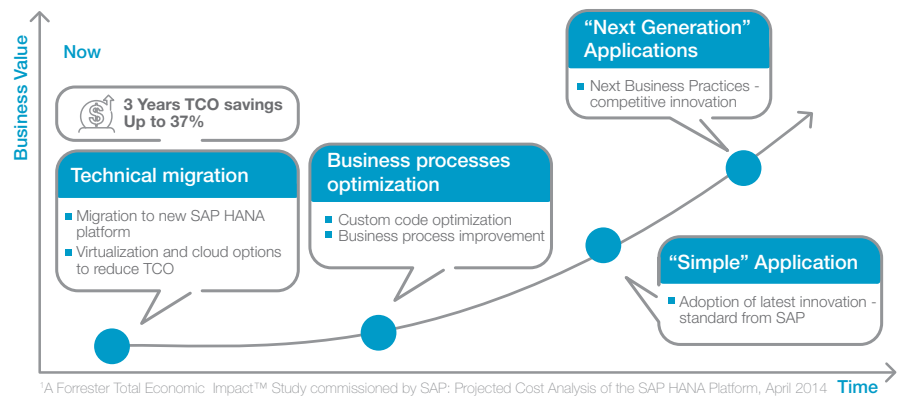 Business Value
Now
3 Years TCO savings
Up to 37%
Technical migration
Migration to new SAP HANA
platform
Virtualization and cloud options
to reduce TCO
Business processes
optimization
Custom code optimization
Business process improvement
"Next Generation"
Applications
Next Business Practices -
competitive innovation
"Simple" Application
Adoption of latest innovation -
standard from SAP
¹A Forrester Total Economic Impact™ Study commissioned by SAP: Projected Cost Analysis of the SAP HANA Platform, April 2014
Time